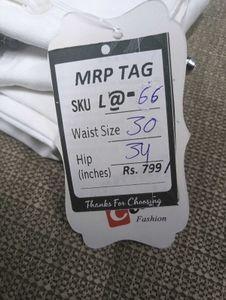 MRP TAG
SKU L@-66
Waist Size 30
Hip 34
(inches) Rs. 799/
Thanks For Choosing
Fashion